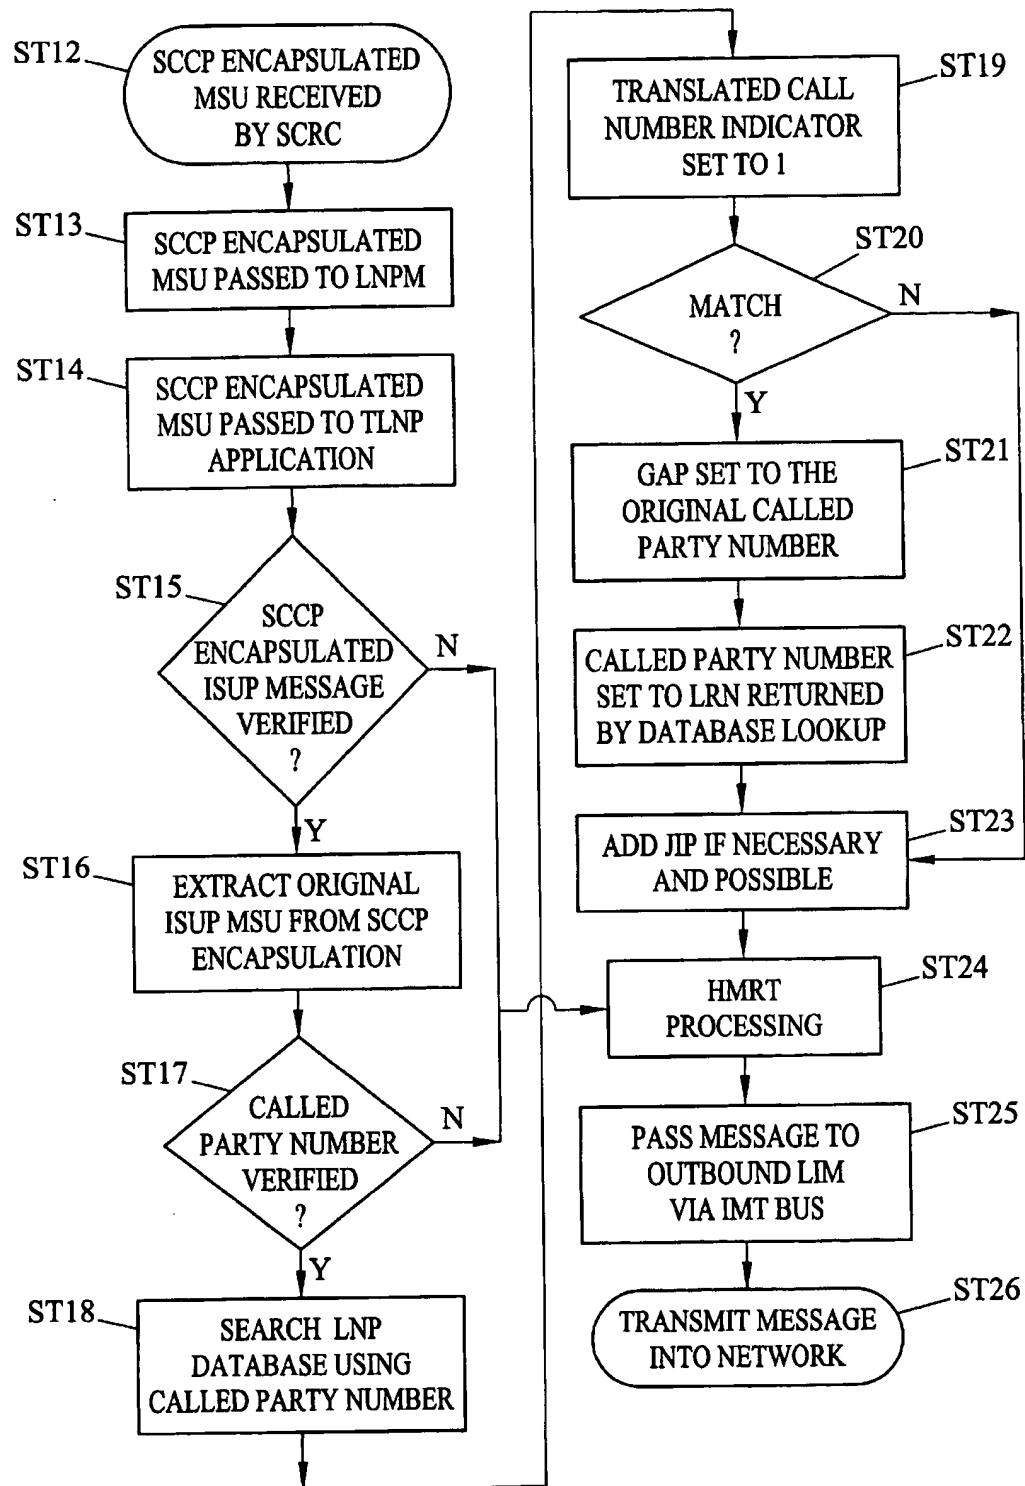 ST12
SCCP ENCAPSULATED
MSU RECEIVED
BY SCRC
ST13
SCCP ENCAPSULATED
MSU PASSED TO LNPM
ST14
SCCP ENCAPSULATED
MSU PASSED TO TLNP
APPLICATION
ST15
SCCP
ENCAPSULATED
ISUP MESSAGE
VERIFIED
?
N
Y
ST16
EXTRACT ORIGINAL
ISUP MSU FROM SCCP
ENCAPSULATION
ST17
CALLED
PARTY NUMBER
VERIFIED
?
N
Y
ST18
SEARCH LNP
DATABASE USING
CALLED PARTY NUMBER
ST19
TRANSLATED CALL
NUMBER INDICATOR
SET TO 1
ST20
MATCH
?
N
Y
ST21
GAP SET TO THE
ORIGINAL CALLED
PARTY NUMBER
ST22
CALLED PARTY NUMBER
SET TO LRN RETURNED
BY DATABASE LOOKUP
ST23
ADD JIP IF NECESSARY
AND POSSIBLE
ST24
HMRT
PROCESSING
ST25
PASS MESSAGE TO
OUTBOUND LIM
VIA IMT BUS
ST26
TRANSMIT MESSAGE
INTO NETWORK